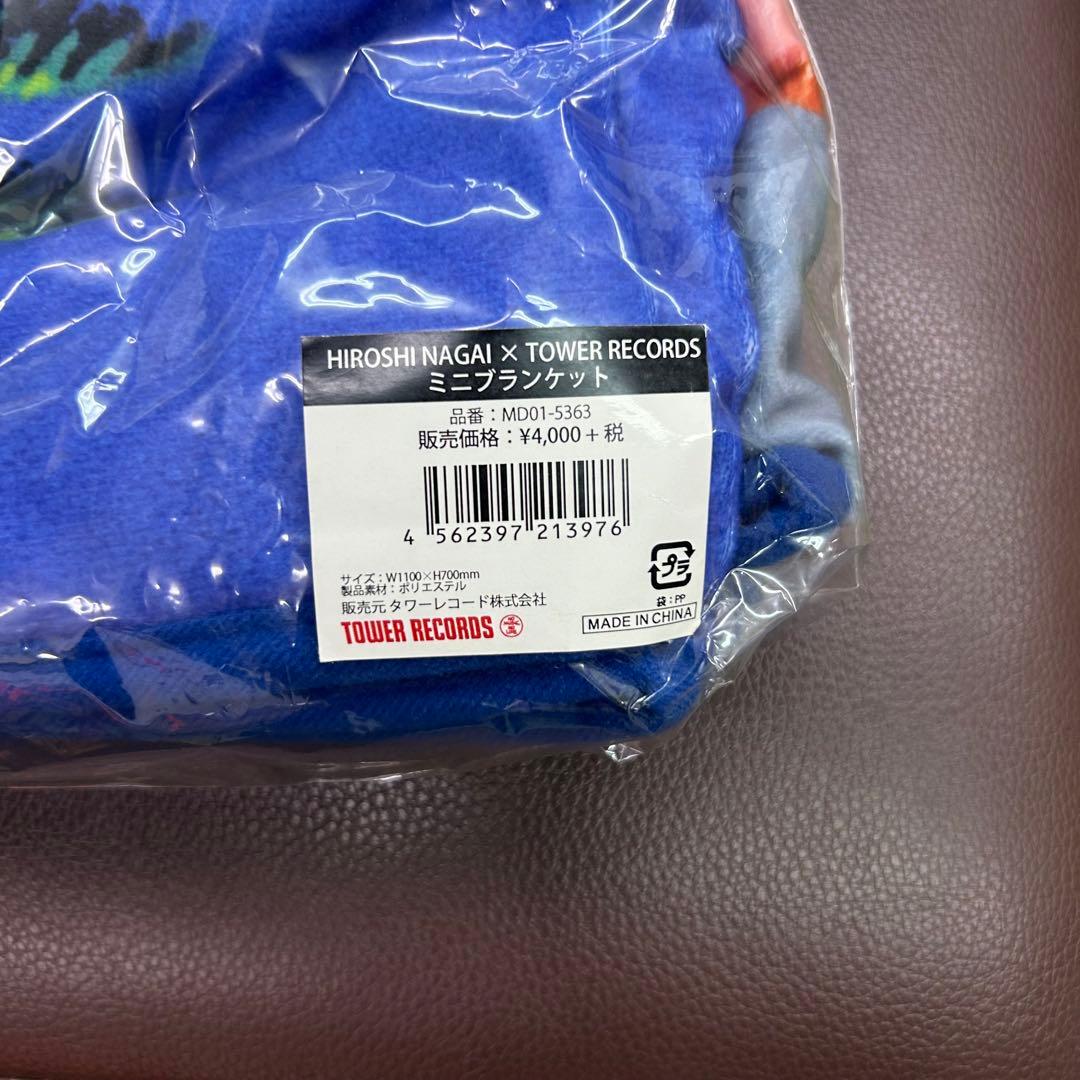 HIROSHI NAGAI × TOWER RECORDS
ミニブランケット
品番：MD01-5363
販売価格：¥4,000＋税
4 562397 213976
サイズ：W1100×H700mm
製品素材：ポリエステル
販売元 タワーレコード株式会社
TOWER RECORDS
プラ
袋：PP
MADE IN CHINA